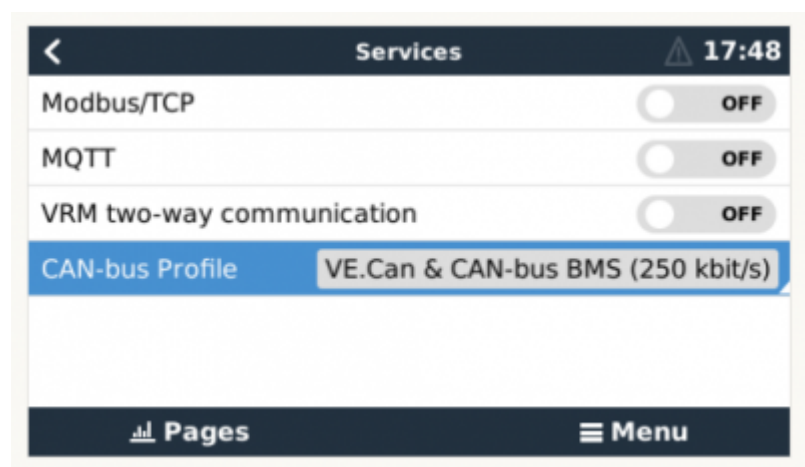 Services 17:48
Modbus/TCP OFF
MQTT OFF
VRM two-way communication OFF
CAN-bus Profile VE.Can & CAN-bus BMS (250 kbit/s)
Pages Menu